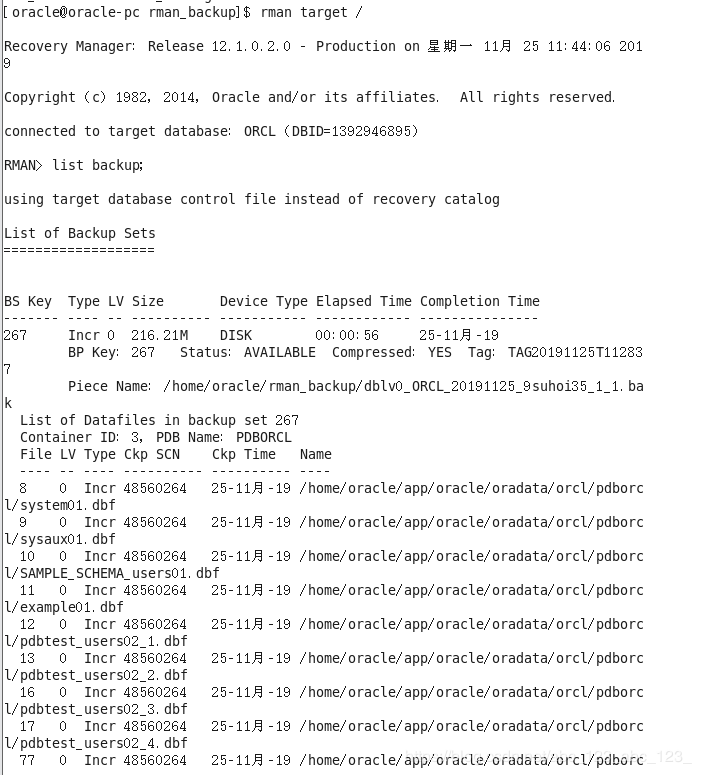 [oracle@oracle-pc rman_backup]$ rman target /
Recovery Manager: Release 12.1.0.2.0 - Production on 星期一 11月 25 11:44:06 201
9
Copyright (c) 1982, 2014, Oracle and/or its affiliates.  All rights reserved.
connected to target database: ORCL (DBID=1392946895)
RMAN> list backup;
using target database control file instead of recovery catalog
List of Backup Sets
===================
BS Key  Type LV Size       Device Type Elapsed Time Completion Time
------- ---- -- ---------- ----------- ------------ ---------------
267     Incr 0  216.21M    DISK        00:00:56     25-11月-19
        BP Key: 267   Status: AVAILABLE  Compressed: YES  Tag: TAG20191125T11283
7
        Piece Name: /home/oracle/rman_backup/dblv0_ORCL_20191125_9suhoi35_1_1.ba
k
  List of Datafiles in backup set 267
  Container ID: 3, PDB Name: PDBORCL
  File LV Type Ckp SCN    Ckp Time   Name
  ---- -- ---- ---------- ---------- ----
  8    0  Incr 48560264   25-11月-19 /home/oracle/app/oracle/oradata/orcl/pdborc
l/system01.dbf
  9    0  Incr 48560264   25-11月-19 /home/oracle/app/oracle/oradata/orcl/pdborc
l/sysaux01.dbf
  10   0  Incr 48560264   25-11月-19 /home/oracle/app/oracle/oradata/orcl/pdborc
l/SAMPLE_SCHEMA_users01.dbf
  11   0  Incr 48560264   25-11月-19 /home/oracle/app/oracle/oradata/orcl/pdborc
l/example01.dbf
  12   0  Incr 48560264   25-11月-19 /home/oracle/app/oracle/oradata/orcl/pdborc
l/pdbtest_users02_1.dbf
  13   0  Incr 48560264   25-11月-19 /home/oracle/app/oracle/oradata/orcl/pdborc
l/pdbtest_users02_2.dbf
  16   0  Incr 48560264   25-11月-19 /home/oracle/app/oracle/oradata/orcl/pdborc
l/pdbtest_users02_3.dbf
  17   0  Incr 48560264   25-11月-19 /home/oracle/app/oracle/oradata/orcl/pdborc
l/pdbtest_users02_4.dbf
  77   0  Incr 48560264   25-11月-19 /home/oracle/app/oracle/oradata/orcl/pdborc